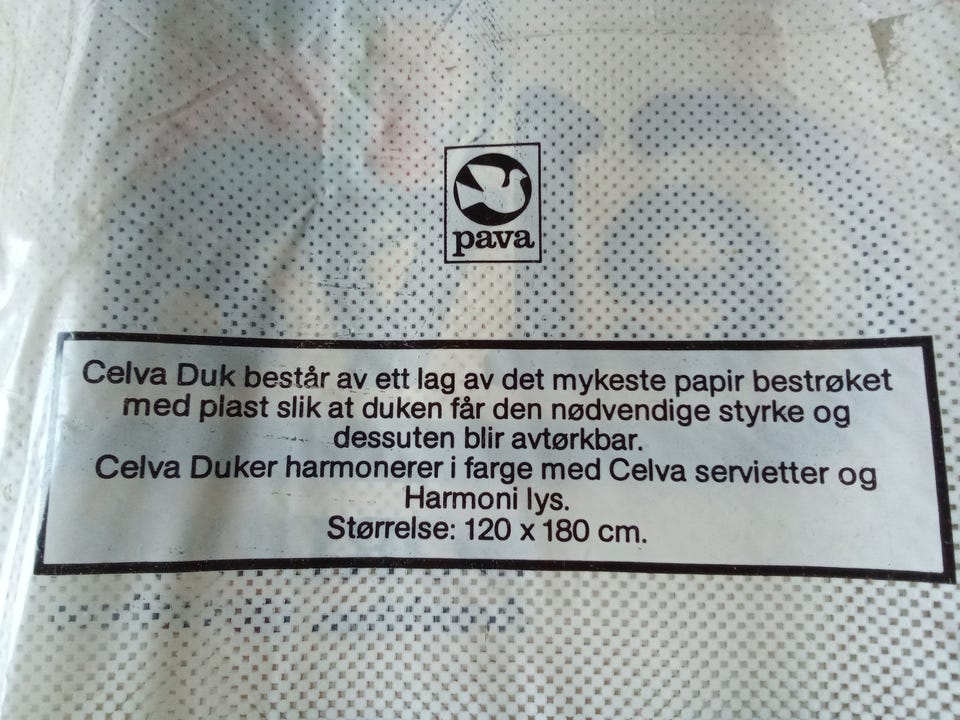 pava
Celva Duk består av ett lag av det mykeste papir bestrøket
med plast slik at duken får den nødvendige styrke og
dessuten blir avtørkbar.
Celva Duker harmonerer i farge med Celva servietter og
Harmoni lys.
Størrelse: 120 x 180 cm.